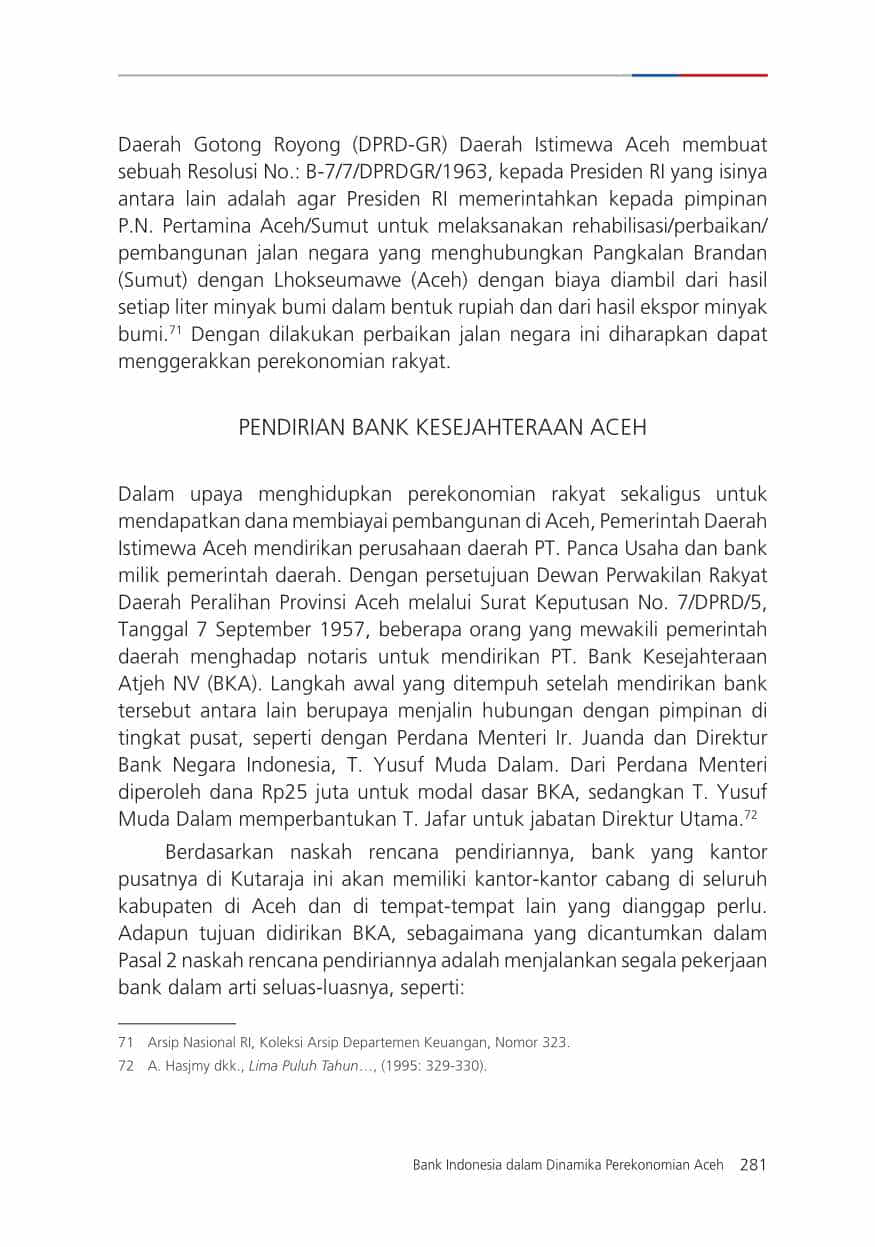 Daerah Gotong Royong (DPRD-GR) Daerah Istimewa Aceh membuat
sebuah Resolusi No.: B-7/7/DPRDGR/1963, kepada Presiden RI yang isinya
antara lain adalah agar Presiden RI memerintahkan kepada pimpinan
P.N. Pertamina Aceh/Sumut untuk melaksanakan rehabilisasi/perbaikan/
pembangunan jalan negara yang menghubungkan Pangkalan Brandan
(Sumut) dengan Lhokseumawe (Aceh) dengan biaya diambil dari hasil
setiap liter minyak bumi dalam bentuk rupiah dan dari hasil ekspor minyak
bumi.71 Dengan dilakukan perbaikan jalan negara ini diharapkan dapat
menggerakkan perekonomian rakyat.
PENDIRIAN BANK KESEJAHTERAAN ACEH
Dalam upaya menghidupkan perekonomian rakyat sekaligus untuk
mendapatkan dana membiayai pembangunan di Aceh, Pemerintah Daerah
Istimewa Aceh mendirikan perusahaan daerah PT. Panca Usaha dan bank
milik pemerintah daerah. Dengan persetujuan Dewan Perwakilan Rakyat
Daerah Peralihan Provinsi Aceh melalui Surat Keputusan No. 7/DPRD/5,
Tanggal 7 September 1957, beberapa orang yang mewakili pemerintah
daerah menghadap notaris untuk mendirikan PT. Bank Kesejahteraan
Atjeh NV (BKA). Langkah awal yang ditempuh setelah mendirikan bank
tersebut antara lain berupaya menjalin hubungan dengan pimpinan di
tingkat pusat, seperti dengan Perdana Menteri Ir. Juanda dan Direktur
Bank Negara Indonesia, T. Yusuf Muda Dalam. Dari Perdana Menteri
diperoleh dana Rp25 juta untuk modal dasar BKA, sedangkan T. Yusuf
Muda Dalam memperbantukan T. Jafar untuk jabatan Direktur Utama.72
Berdasarkan naskah rencana pendiriannya, bank yang kantor
pusatnya di Kutaraja ini akan memiliki kantor-kantor cabang di seluruh
kabupaten di Aceh dan di tempat-tempat lain yang dianggap perlu.
Adapun tujuan didirikan BKA, sebagaimana yang dicantumkan dalam
Pasal 2 naskah rencana pendiriannya adalah menjalankan segala pekerjaan
bank dalam arti seluas-luasnya, seperti:
71 Arsip Nasional RI, Koleksi Arsip Departemen Keuangan, Nomor 323.
72 A. Hasjmy dkk., Lima Puluh Tahun…, (1995: 329-330).
Bank Indonesia dalam Dinamika Perekonomian Aceh 281